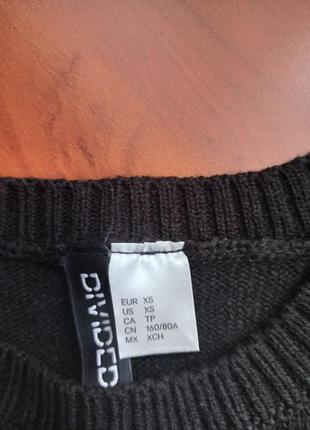 DIVIDED
EUR XS
US XS
CA TP
CN 160/80A
MX XCH